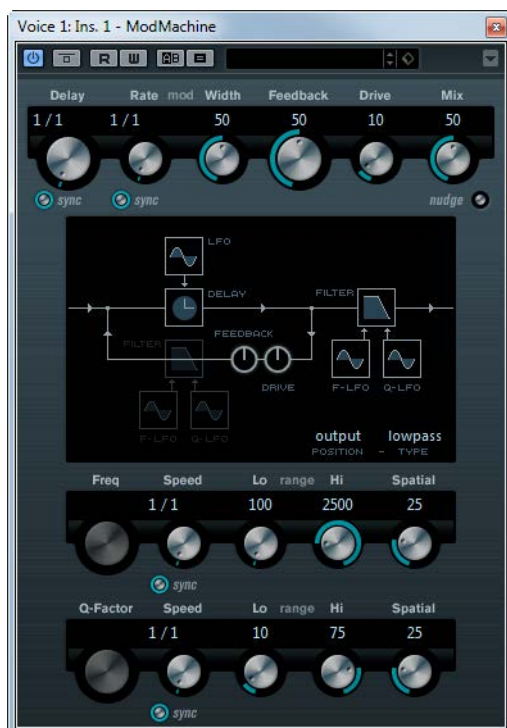 Voice 1: Ins. 1 - ModMachine
R W AB
Delay Rate mod Width Feedback Drive Mix
1 / 1 1 / 1 50 50 10 50
sync sync nudge
LFO
DELAY FILTER
FEEDBACK
FILTER
DRIVE F-LFO Q-LFO
F-LFO Q-LFO
output lowpass
POSITION - TYPE
Freq Speed Lo range Hi Spatial
1 / 1 100 2500 25
sync
Q-Factor Speed Lo range Hi Spatial
1 / 1 10 75 25
sync